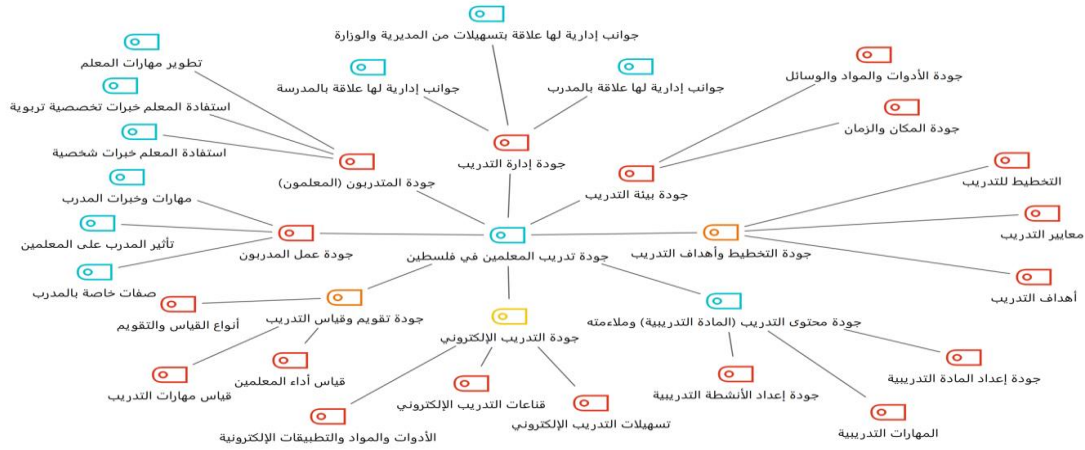 جوانب إدارية لها علاقة بتسهيلات من المديرية والوزارة
تطوير مهارات المعلم
جودة الأدوات والمواد والوسائل
جوانب إدارية لها علاقة بالمدرب
جوانب إدارية لها علاقة بالمدرسة
استفادة المعلم خبرات تخصصية تربوية
جودة المكان والزمان
استفادة المعلم خبرات شخصية
جودة إدارة التدريب
جودة المتدربون (المعلمون)
التخطيط للتدريب
جودة بيئة التدريب
مهارات وخبرات المدرب
معايير التدريب
تأثير المدرب على المعلمين
جودة التخطيط وأهداف التدريب
جودة تدريب المعلمين في فلسطين
جودة عمل المدربون
أهداف التدريب
صفات خاصة بالمدرب
جودة محتوى التدريب (المادة التدريبية) وملاءمته
جودة تقويم وقياس التدريب
أنواع القياس والتقويم
جودة التدريب الإلكتروني
جودة إعداد المادة التدريبية
قياس أداء المعلمين
جودة إعداد الأنشطة التدريبية
قياس مهارات التدريب
قناعات التدريب الإلكتروني
تسهيلات التدريب الإلكتروني
المهارات التدريبية
الأدوات والمواد والتطبيقات الإلكترونية